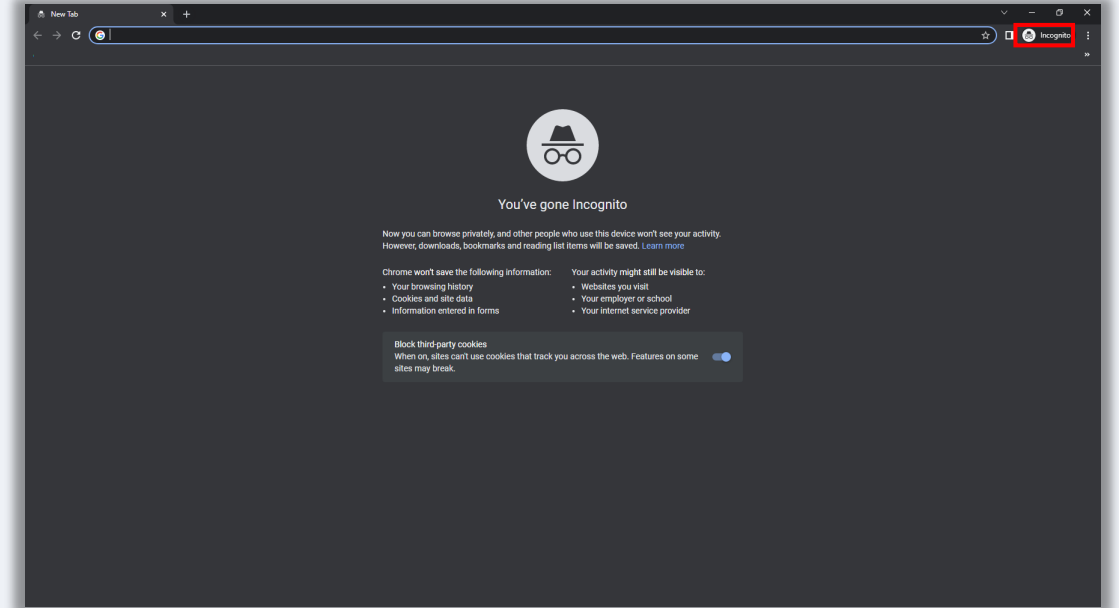 New Tab
Incognito
You've gone Incognito
Now you can browse privately, and other people who use this device won't see your activity.
However, downloads, bookmarks and reading list items will be saved. Learn more
Chrome won't save the following information:
• Your browsing history
• Cookies and site data
• Information entered in forms
Your activity might still be visible to:
• Websites you visit
• Your employer or school
• Your internet service provider
Block third-party cookies
When on, sites can't use cookies that track you across the web. Features on some
sites may break.